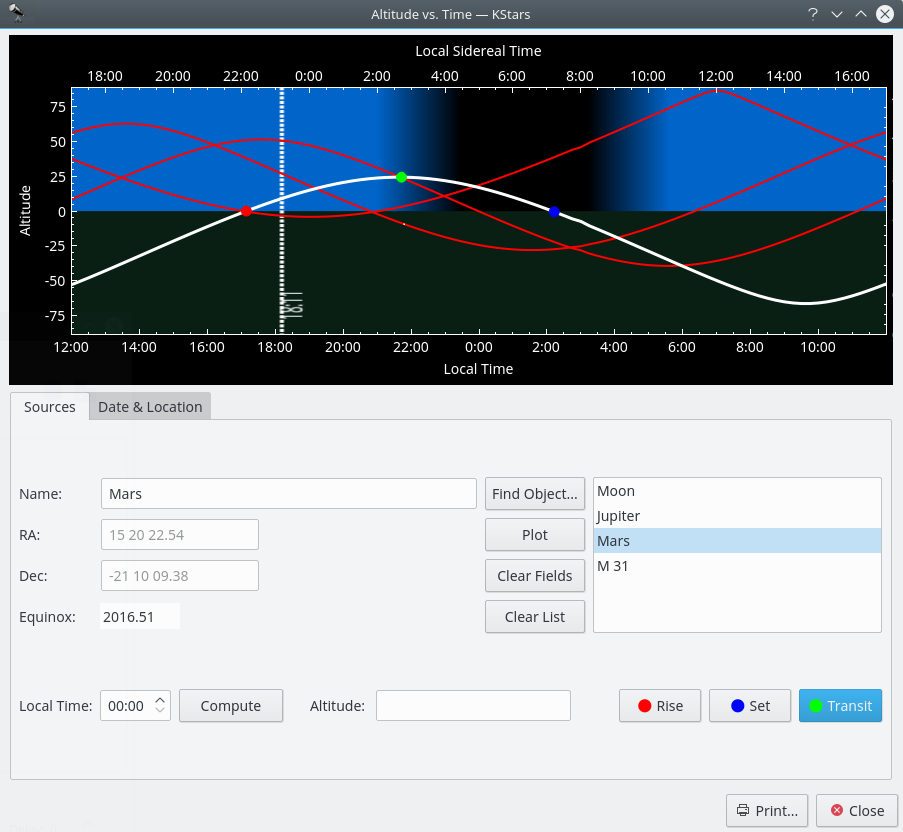 Altitude vs. Time — KStars
Local Sidereal Time
18:00 20:00 22:00 0:00 2:00 4:00 6:00 8:00 10:00 12:00 14:00 16:00
75
50
25
0
-25
-50
-75
Altitude
18:11
12:00 14:00 16:00 18:00 20:00 22:00 0:00 2:00 4:00 6:00 8:00 10:00
Local Time
Sources Date & Location
Name: Mars Find Object...
RA: 15 20 22.54 Plot
Dec: -21 10 09.38 Clear Fields
Equinox: 2016.51 Clear List
Moon
Jupiter
Mars
M 31
Local Time: 00:00 Compute Altitude: Rise Set Transit
Print... Close